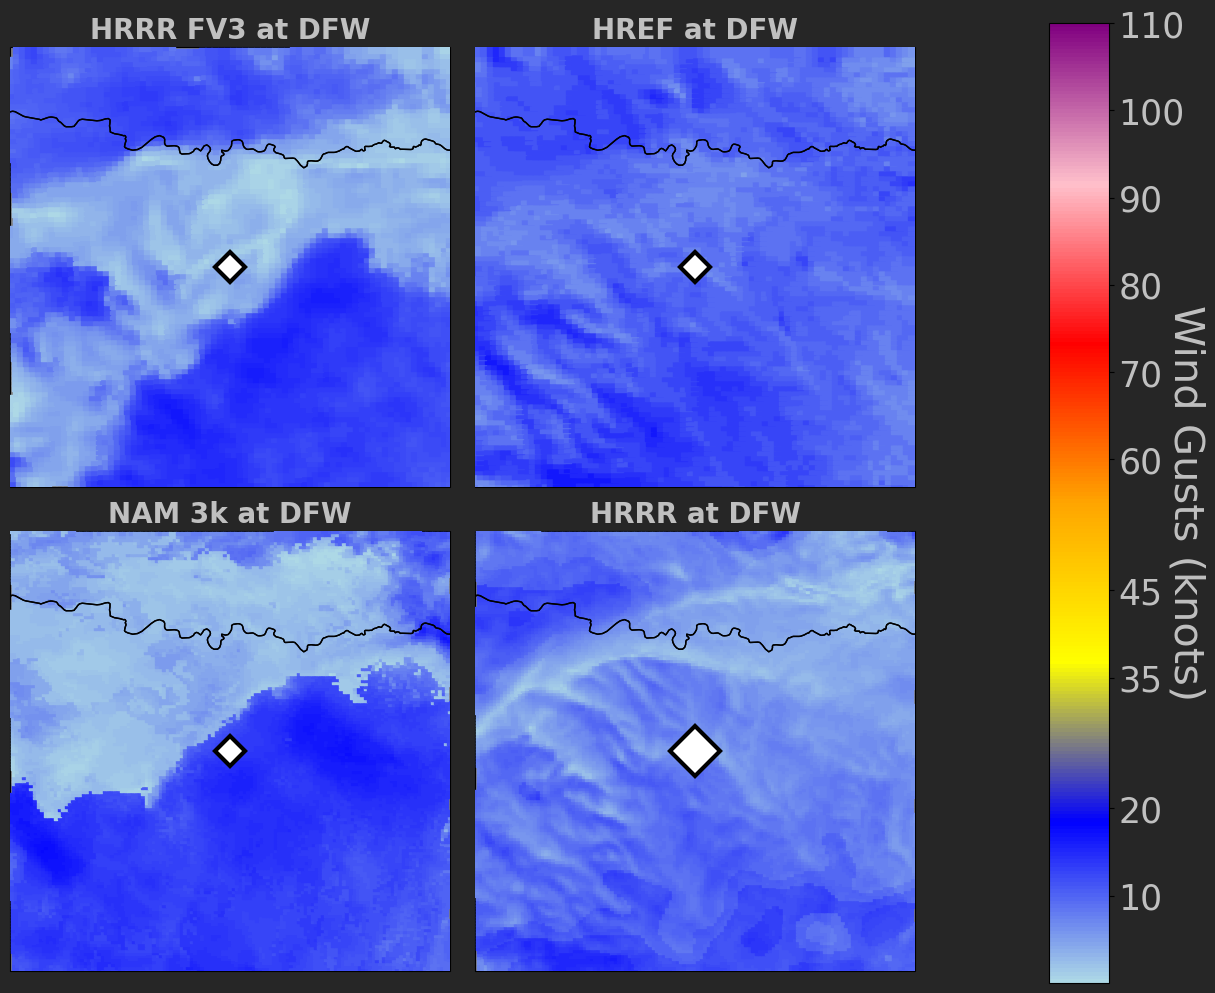 HRRR FV3 at DFW
HREF at DFW
NAM 3k at DFW
HRRR at DFW
110
100
90
80
70
60
45
35
20
10
Wind Gusts (knots)